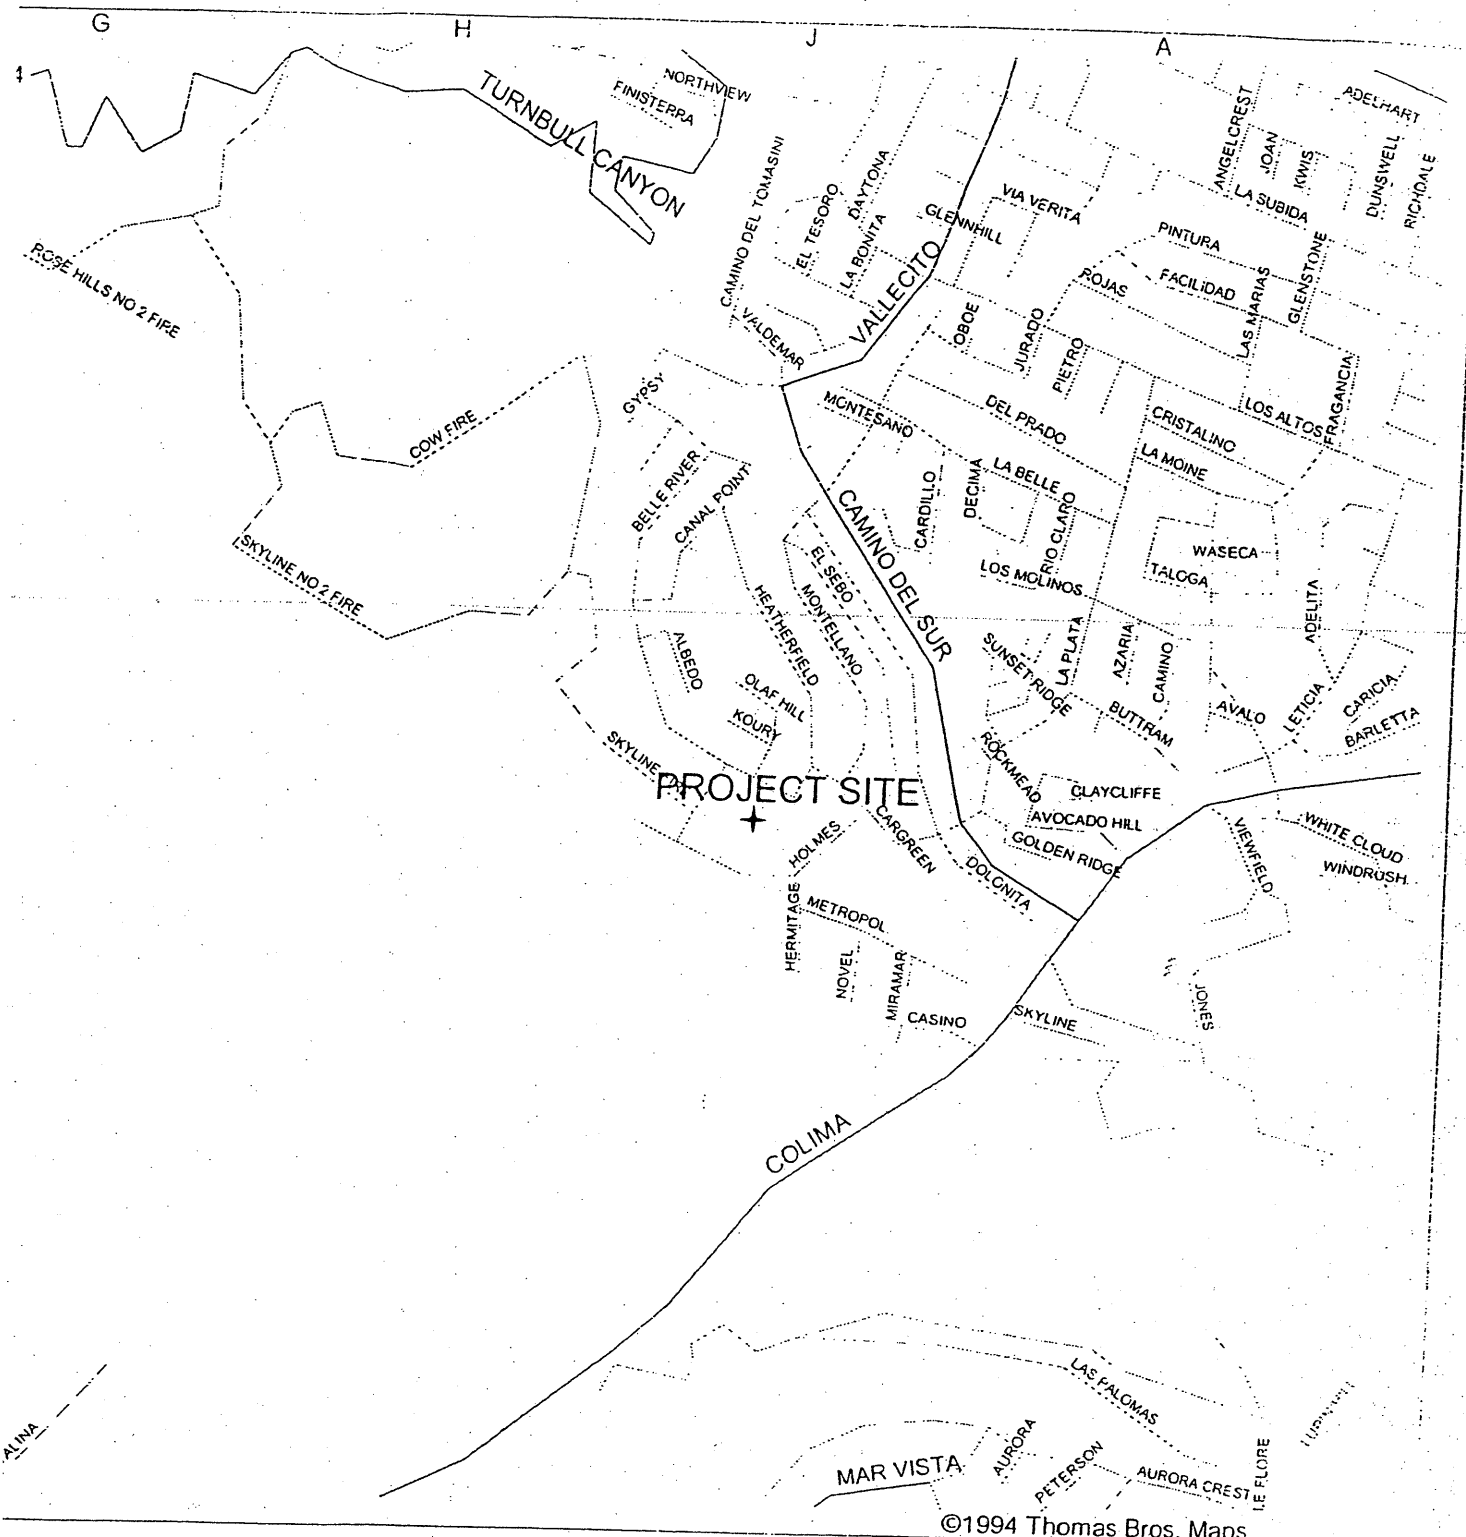 G
H
J
A
TURNBULL CANYON
NORTHVIEW
FINISTERRA
ADELHART
ANGELCREST
JOAN
KWIS
DUNSWELL
RICHDALE
CAMINO DEL TOMASINI
EL TESORO
DAYTONA
LA BONITA
GLENNHILL
VIA VERITA
LA SUBIDA
PINTURA
FACILIDAD
ROJAS
LAS MARIAS
GLENSTONE
ROSE HILLS NO 2 FIRE
VALLECITO
VALDEMAR
OBOE
JURADO
PIETRO
GYPSY
MONTESANO
DEL PRADO
CRISTALINO
LOS ALTOS
FRAGANCIA
COW FIRE
LA MOINE
BELLE RIVER
CANAL POINT
CARDILLO
DECIMA
LA BELLE
RIO CLARO
CAMINO DEL SUR
SKYLINE NO 2 FIRE
EL SEBO
MONTELLANO
HEATHERFIELD
LOS MOLINOS
WASECA
TALOGA
ADELITA
ALBEDO
SUNSET RIDGE
LA PLATA
AZARIA
CAMINO
OLAF HILL
KOURY
BUTTRAM
AVALO
LETICIA
CARICIA
BARLETTA
SKYLINE
ROCKMEAD
PROJECT SITE
CLAYCLIFFE
AVOCADO HILL
GOLDEN RIDGE
HOLMES
CARGREEN
DOLONITA
VIEWFIELD
WHITE CLOUD
WINDRUSH
HERMITAGE
METROPOL
NOVEL
MIRAMAR
CASINO
SKYLINE
JONES
COLIMA
LAS PALOMAS
ALINA
MAR VISTA
AURORA
PETERSON
AURORA CREST
LE FLORE
©1994 Thomas Bros. Maps